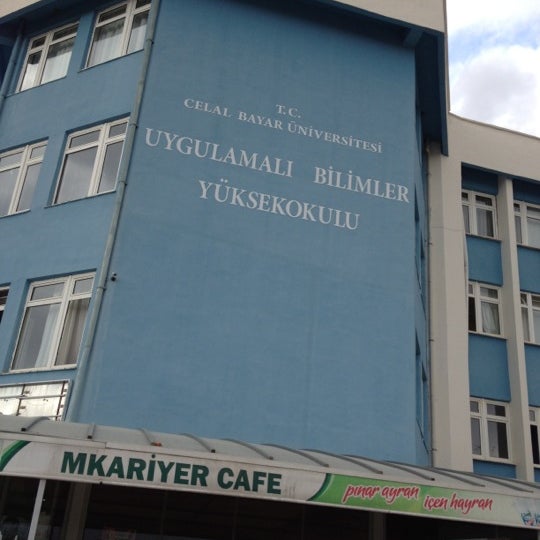 T.C.
CELAL BAYAR ÜNİVERSİTESİ
UYGULAMALI BİLİMLER
YÜKSEKOKULU
MKARİYER CAFE
pınar ayran
içen hayran